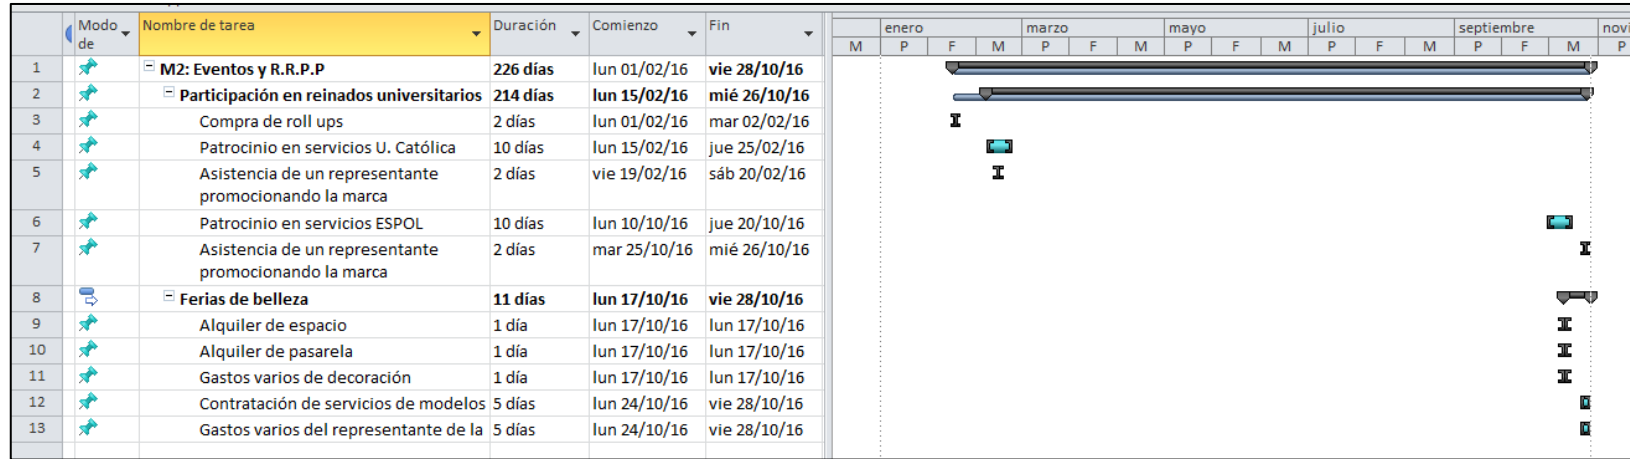 Modo de Nombre de tarea Duración Comienzo Fin
enero marzo mayo julio septiembre novi
M P F M P F M P F M P F M P F M P
1 M2: Eventos y R.R.P.P 226 días lun 01/02/16 vie 28/10/16
2 Participación en reinados universitarios 214 días lun 15/02/16 mié 26/10/16
3 Compra de roll ups 2 días lun 01/02/16 mar 02/02/16
4 Patrocinio en servicios U. Católica 10 días lun 15/02/16 jue 25/02/16
5 Asistencia de un representante 2 días vie 19/02/16 sáb 20/02/16
promocionando la marca
6 Patrocinio en servicios ESPOL 10 días lun 10/10/16 jue 20/10/16
7 Asistencia de un representante 2 días mar 25/10/16 mié 26/10/16
promocionando la marca
8 Ferias de belleza 11 días lun 17/10/16 vie 28/10/16
9 Alquiler de espacio 1 día lun 17/10/16 lun 17/10/16
10 Alquiler de pasarela 1 día lun 17/10/16 lun 17/10/16
11 Gastos varios de decoración 1 día lun 17/10/16 lun 17/10/16
12 Contratación de servicios de modelos 5 días lun 24/10/16 vie 28/10/16
13 Gastos varios del representante de la 5 días lun 24/10/16 vie 28/10/16